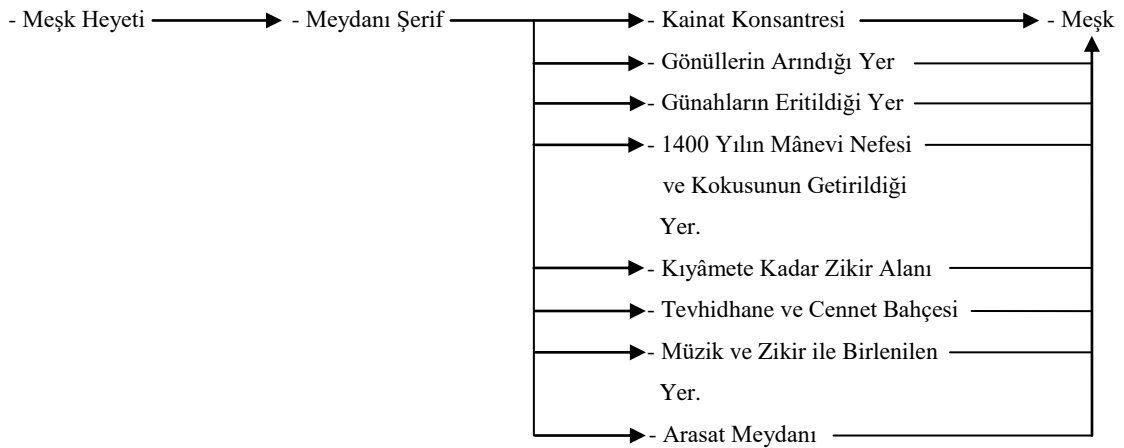 - Meşk Heyeti - Meydanı Şerif - Kainat Konsantresi - Meşk
- Gönüllerin Arındığı Yer
- Günahların Eritildiği Yer
- 1400 Yılın Mânevi Nefesi
ve Kokusunun Getirildiği
Yer.
- Kıyâmete Kadar Zikir Alanı
- Tevhidhane ve Cennet Bahçesi
- Müzik ve Zikir ile Birlenilen
Yer.
- Arasat Meydanı